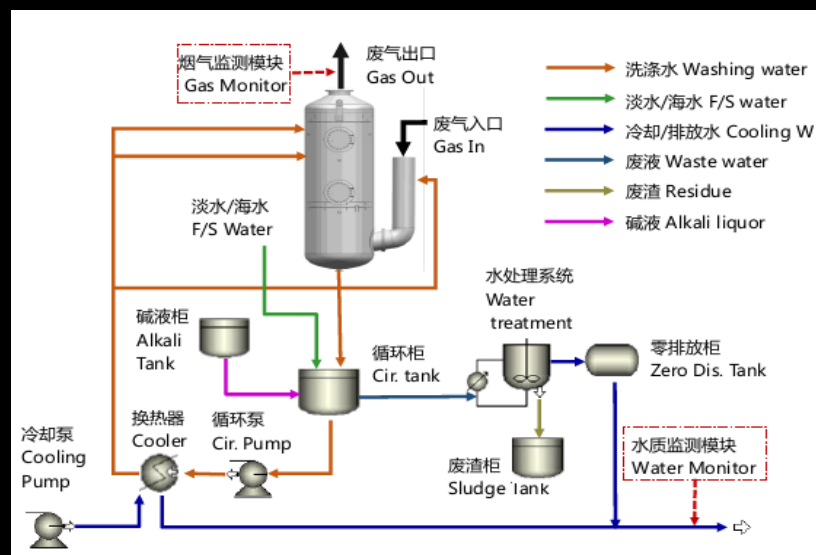 烟气监测模块
Gas Monitor
废气出口
Gas Out
废气入口
Gas In
洗涤水 Washing water
淡水/海水 F/S water
冷却/排放水 Cooling W
废液 Waste water
废渣 Residue
碱液 Alkali liquor
淡水/海水
F/S Water
碱液柜
Alkali
Tank
循环柜
Cir. tank
水处理系统
Water
treatment
零排放柜
Zero Dis. Tank
冷却泵
Cooling
Pump
换热器
Cooler
循环泵
Cir. Pump
废渣柜
Sludge Tank
水质监测模块
Water Monitor